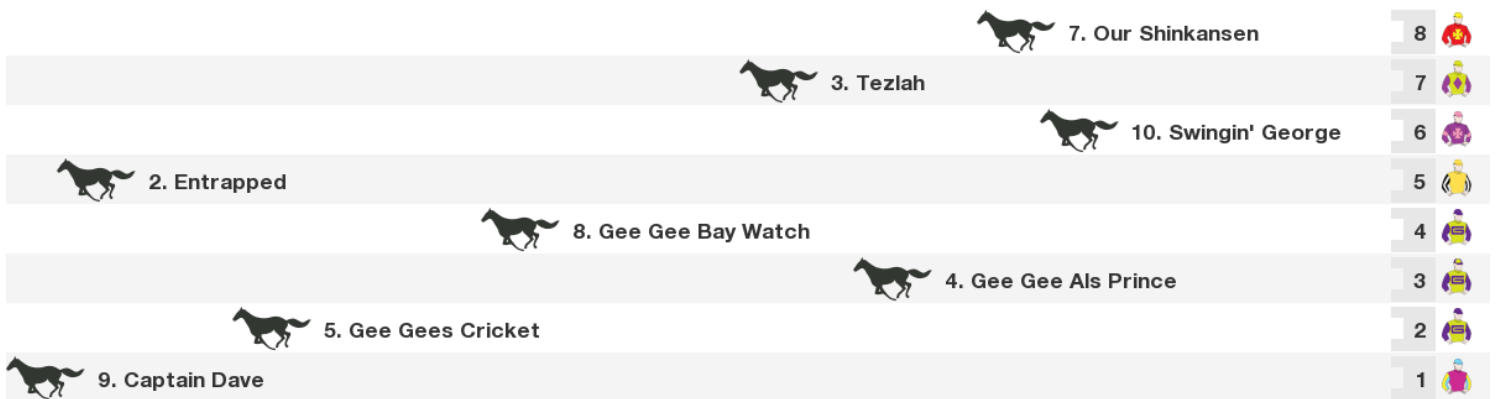 7. Our Shinkansen 8
3. Tezlah 7
10. Swingin' George 6
2. Entrapped 5
8. Gee Gee Bay Watch 4
4. Gee Gee Als Prince 3
5. Gee Gees Cricket 2
9. Captain Dave 1